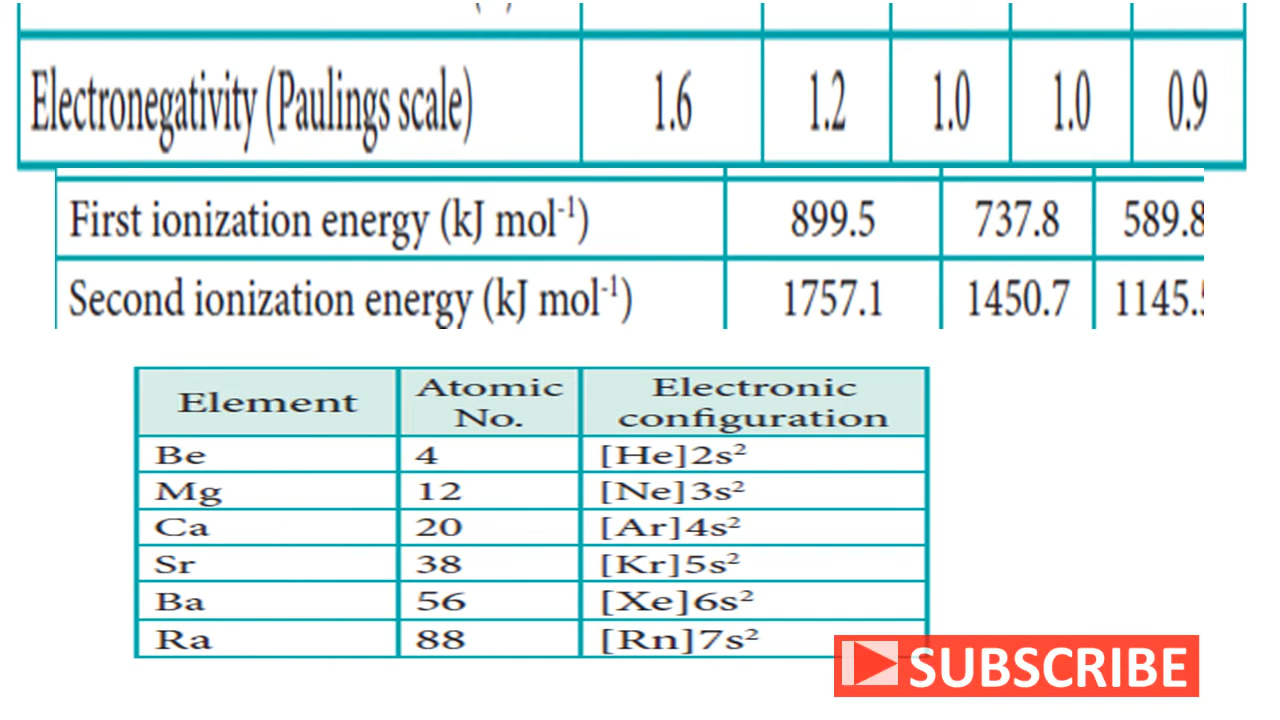 Electronegativity (Paulings scale) 1.6 1.2 1.0 1.0 0.9
First ionization energy (kJ mol⁻¹) 899.5 737.8 589.8
Second ionization energy (kJ mol⁻¹) 1757.1 1450.7 1145.
Element Atomic No. Electronic configuration
Be 4 [He]2s²
Mg 12 [Ne]3s²
Ca 20 [Ar]4s²
Sr 38 [Kr]5s²
Ba 56 [Xe]6s²
Ra 88 [Rn]7s²
SUBSCRIBE